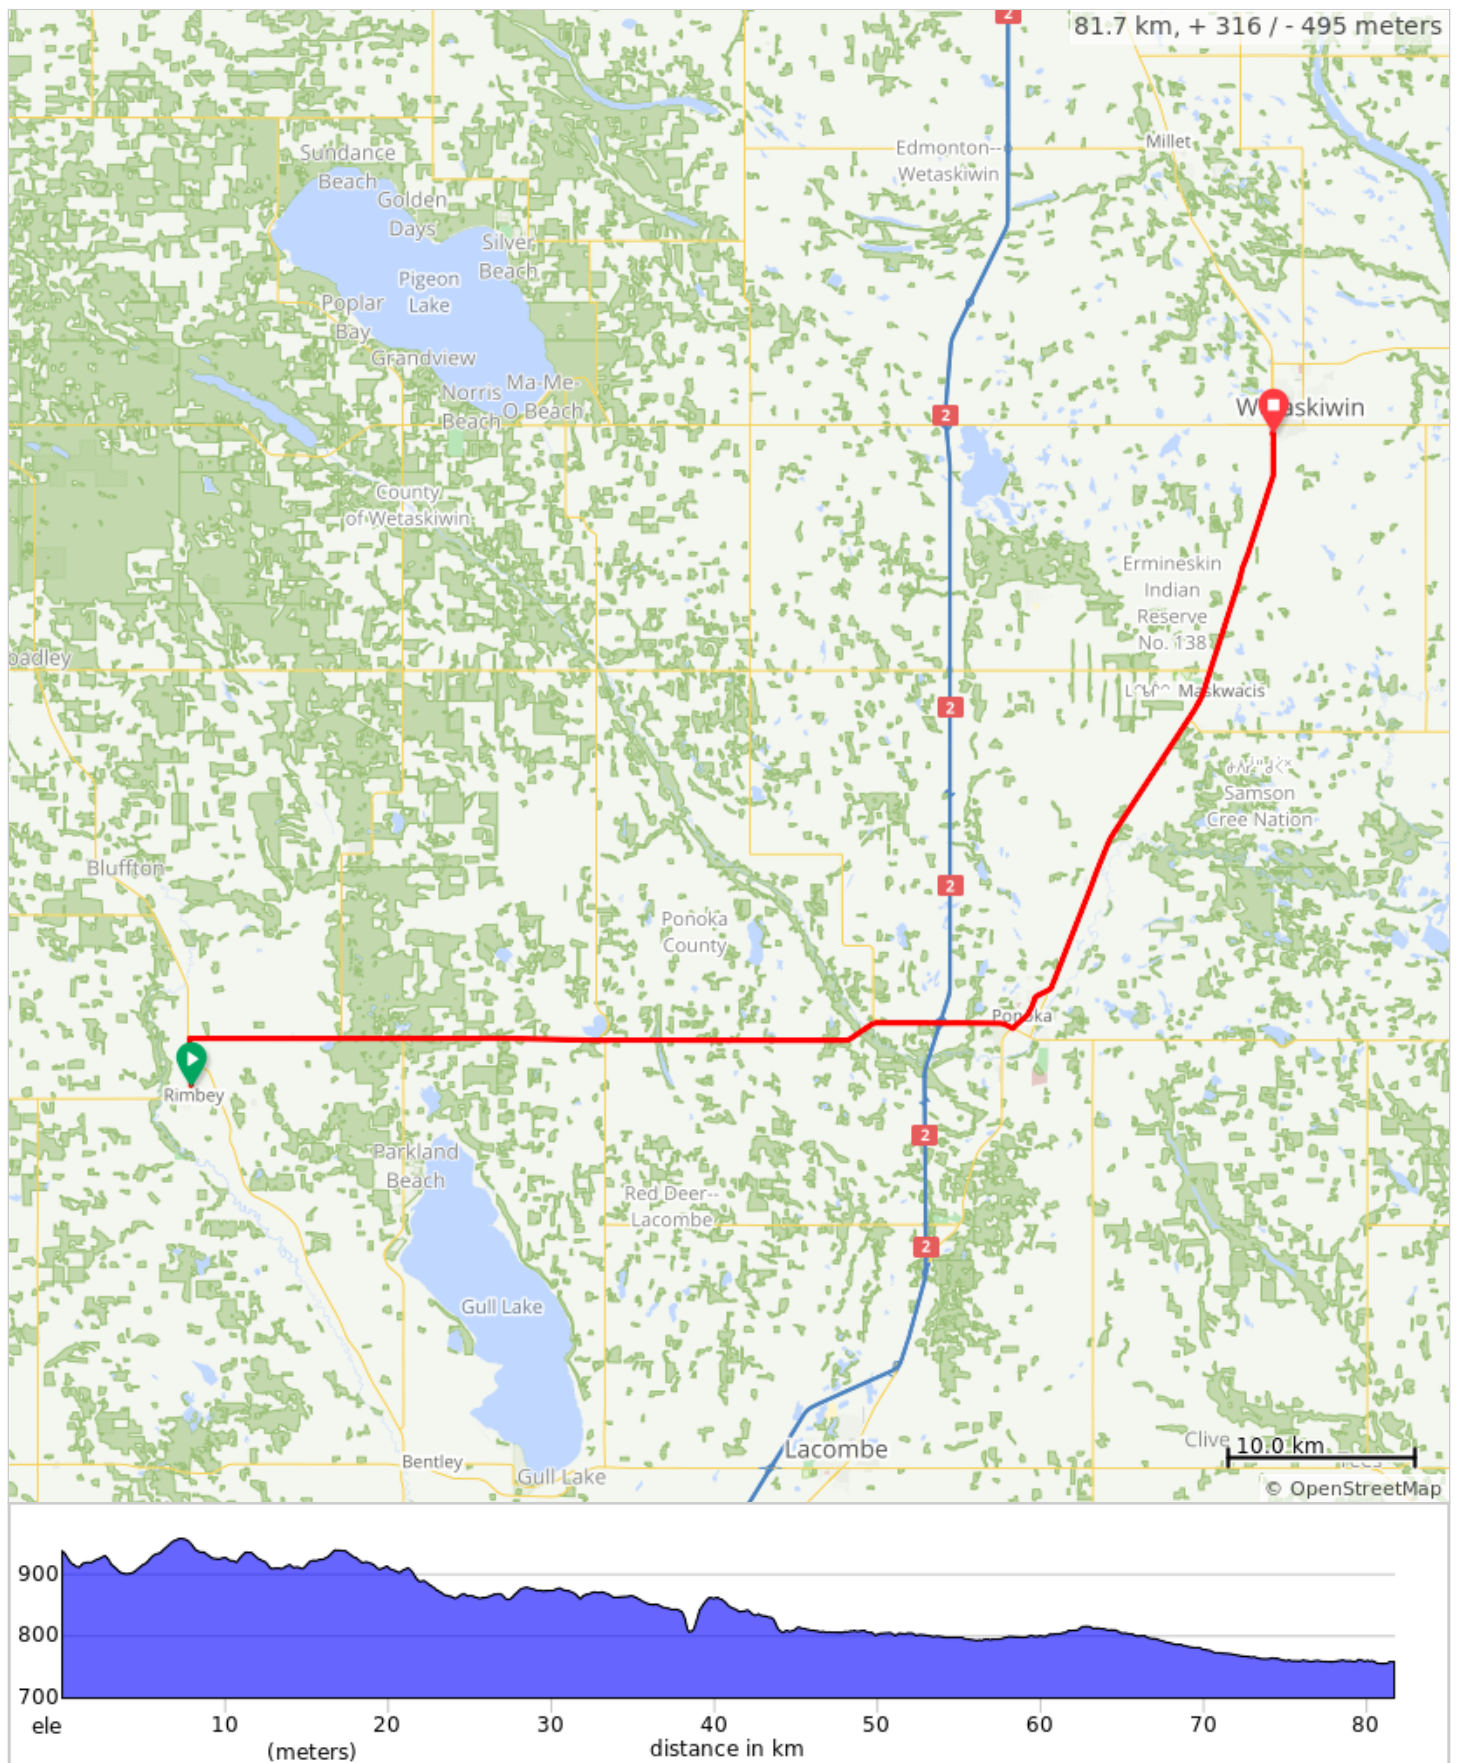 2
81.7 km, + 316 / - 495 meters
Sundance
Beach
Golden
Days
Silver
Beach
Pigeon
Lake
Poplar
Bay
Grandview
Norris
Beach
Ma-Me-
O Beach
Edmonton--
Wetaskiwin
Millet
2
County
of Wetaskiwin
Ermineskin
Indian
Reserve
No. 138
oadley
2
Maskwacis
Samson
Cree Nation
Bluffton
2
Ponoka
County
Ponoka
Rimbey
Parkland
Beach
2
Red Deer--
Lacombe
2
Gull Lake
Lacombe
Clive
10.0 km
Bentley
Gull Lake
© OpenStreetMap
900
800
700
ele
10
20
30
40
50
60
70
80
(meters)
distance in km